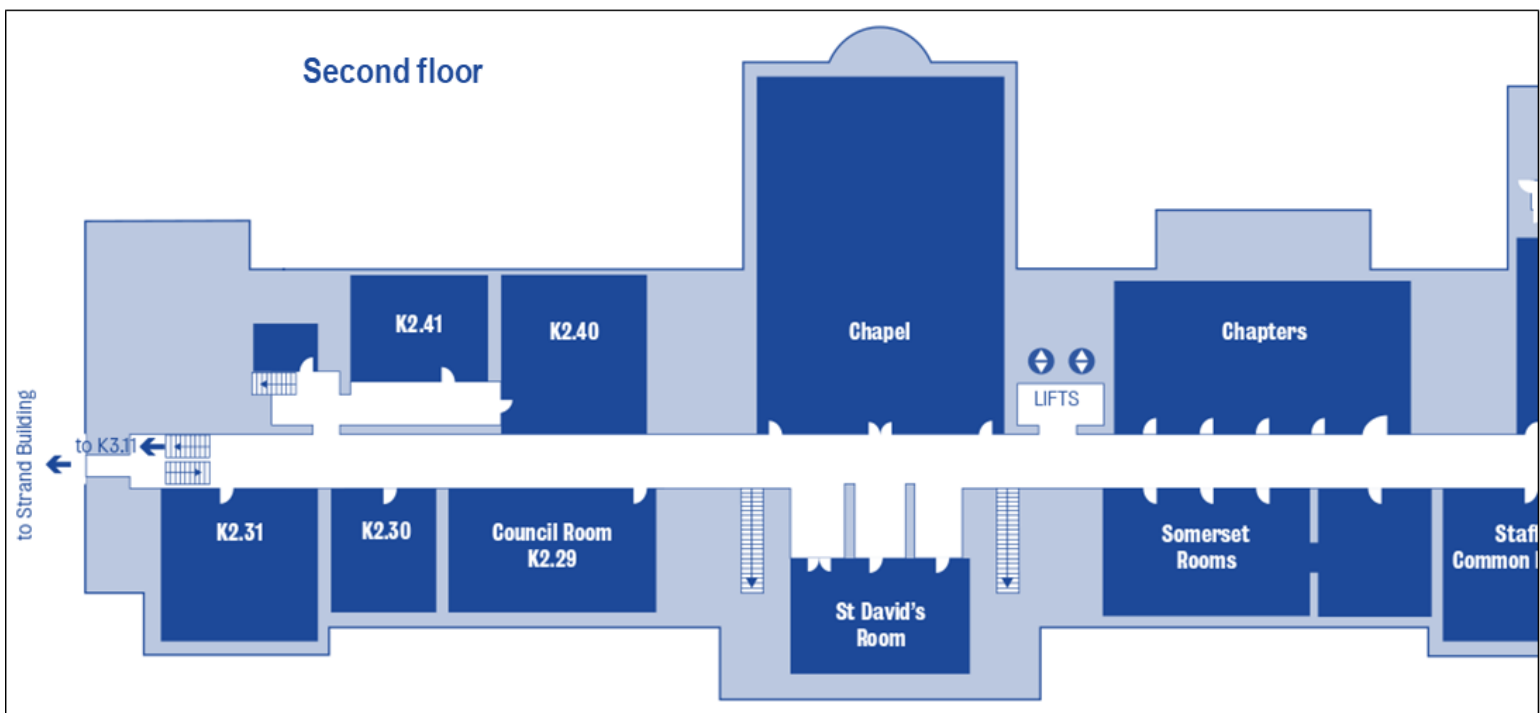 Second floor
K2.41
K2.40
Chapel
Chapters
LIFTS
to K3.11
to Strand Building
K2.31
K2.30
Council Room
K2.29
St David's
Room
Somerset
Rooms
Common